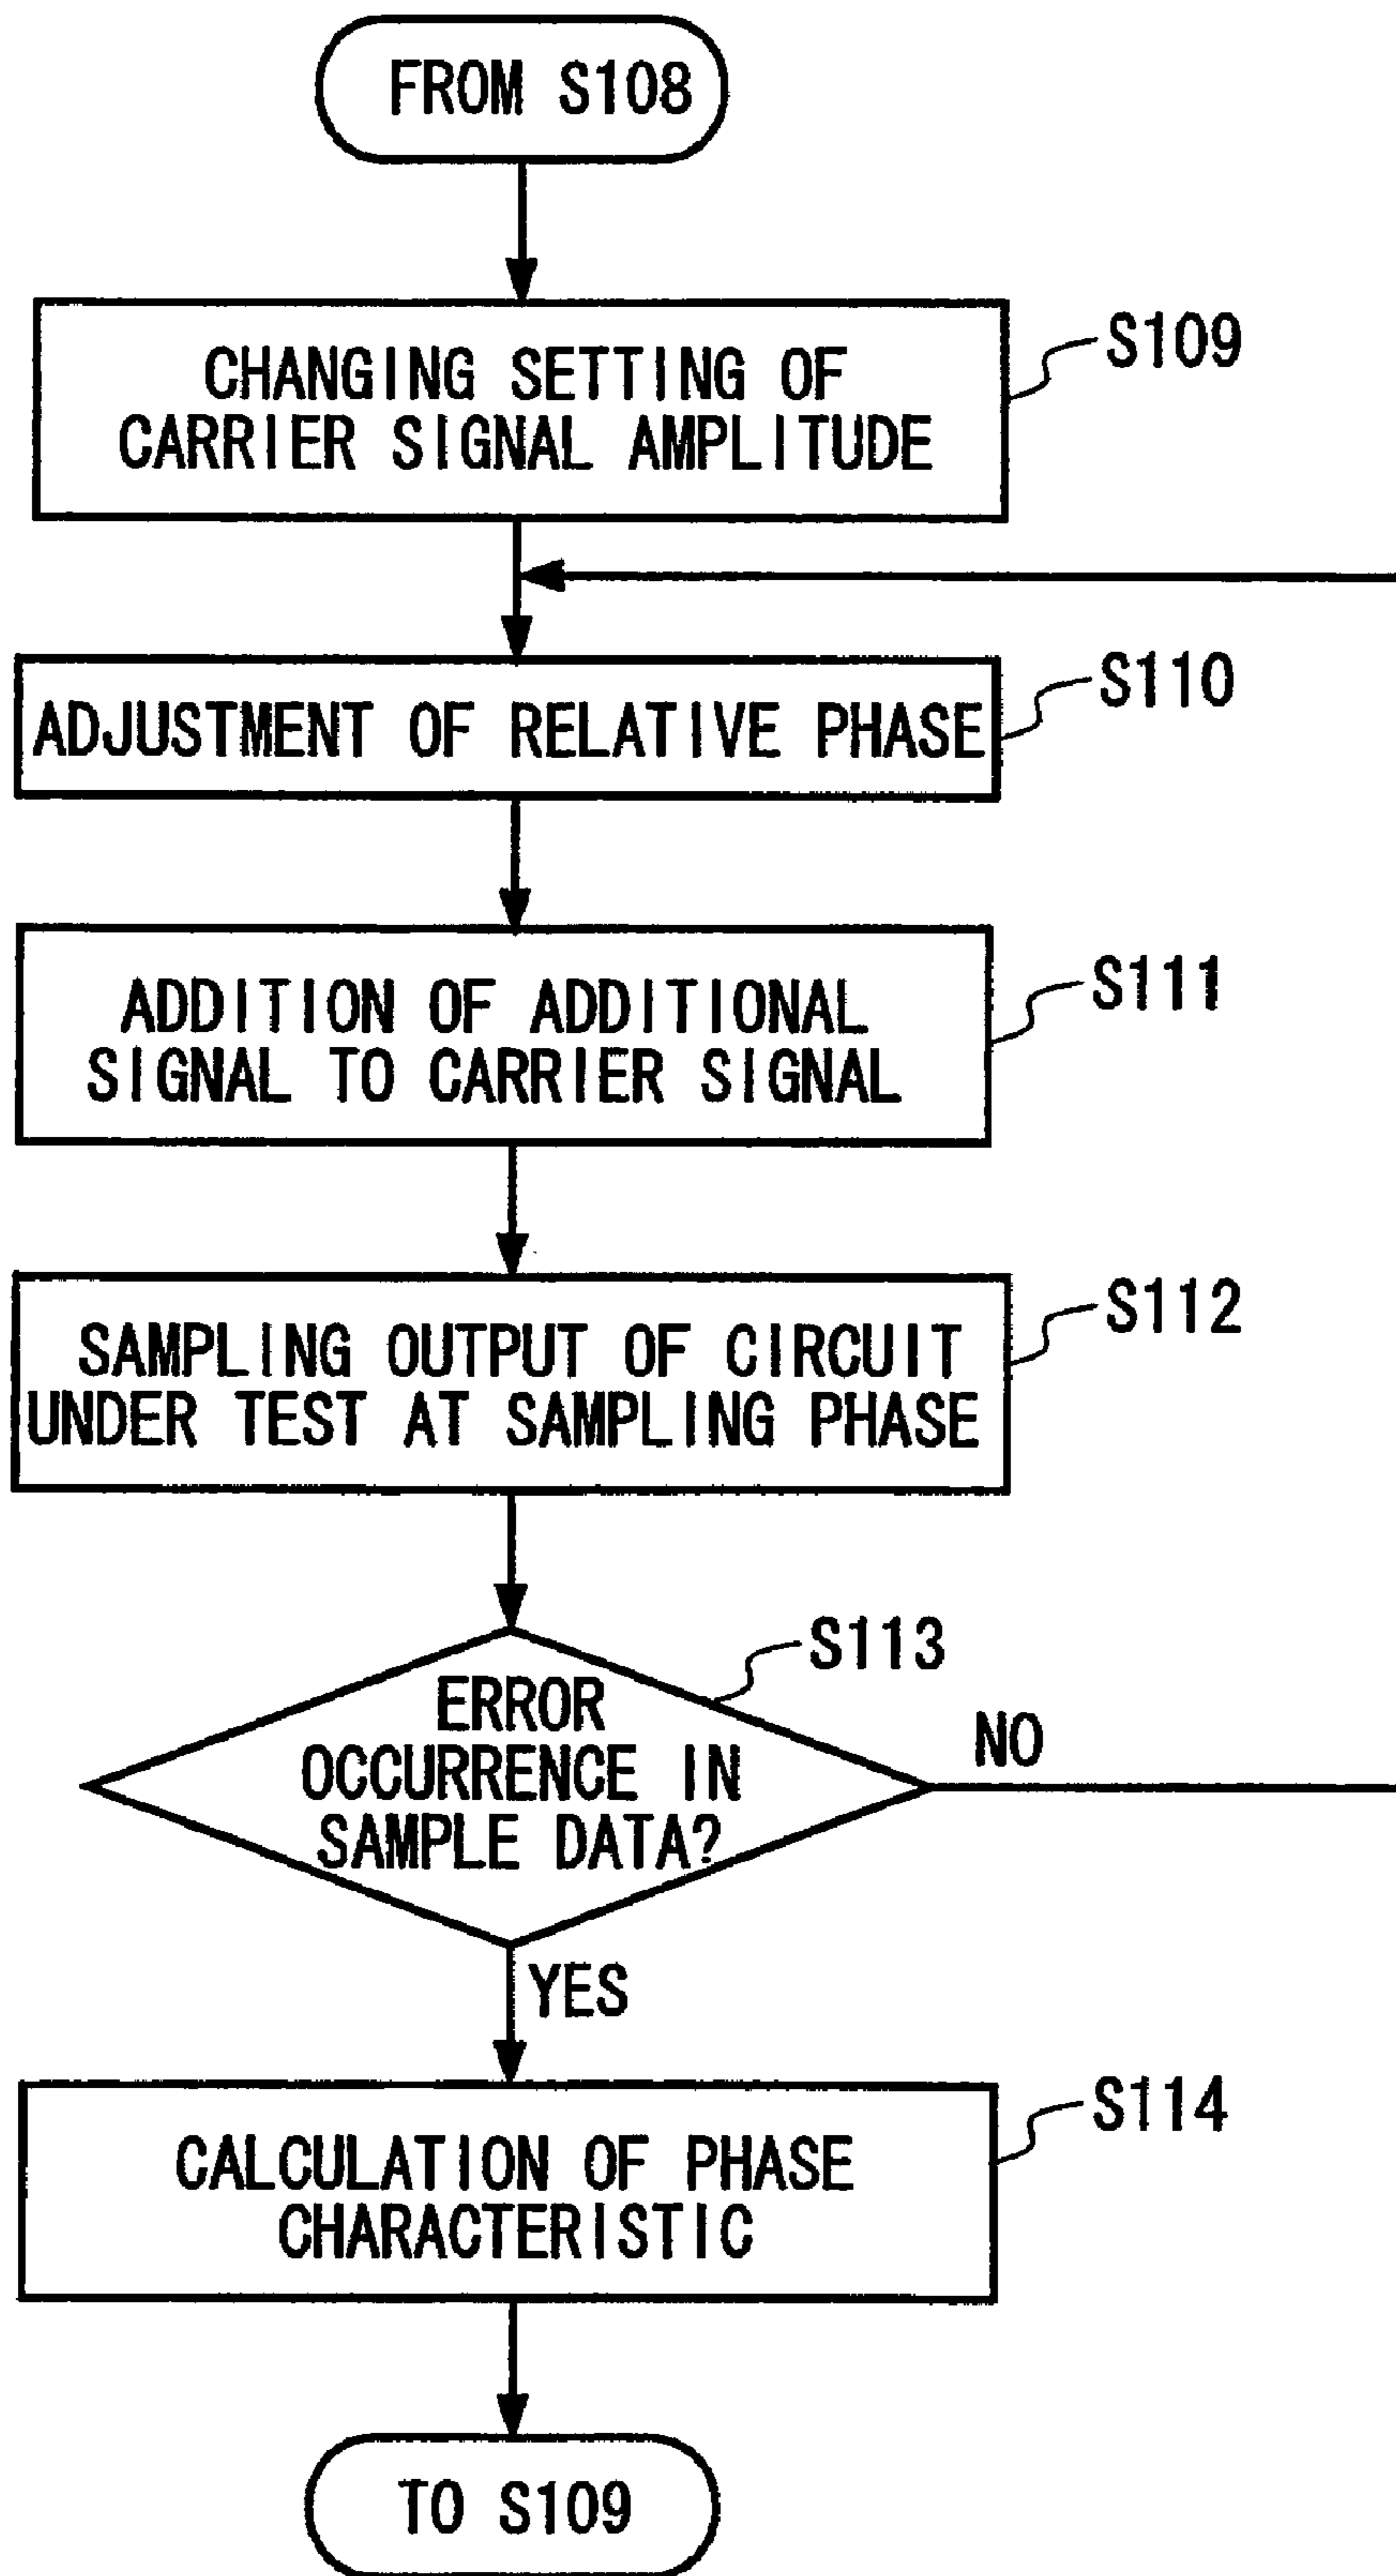 FROM S108
CHANGING SETTING OF
CARRIER SIGNAL AMPLITUDE
S109
ADJUSTMENT OF RELATIVE PHASE
S110
ADDITION OF ADDITIONAL
SIGNAL TO CARRIER SIGNAL
S111
SAMPLING OUTPUT OF CIRCUIT
UNDER TEST AT SAMPLING PHASE
S112
ERROR
OCCURRENCE IN
SAMPLE DATA?
S113
NO
YES
CALCULATION OF PHASE
CHARACTERISTIC
S114
TO S109